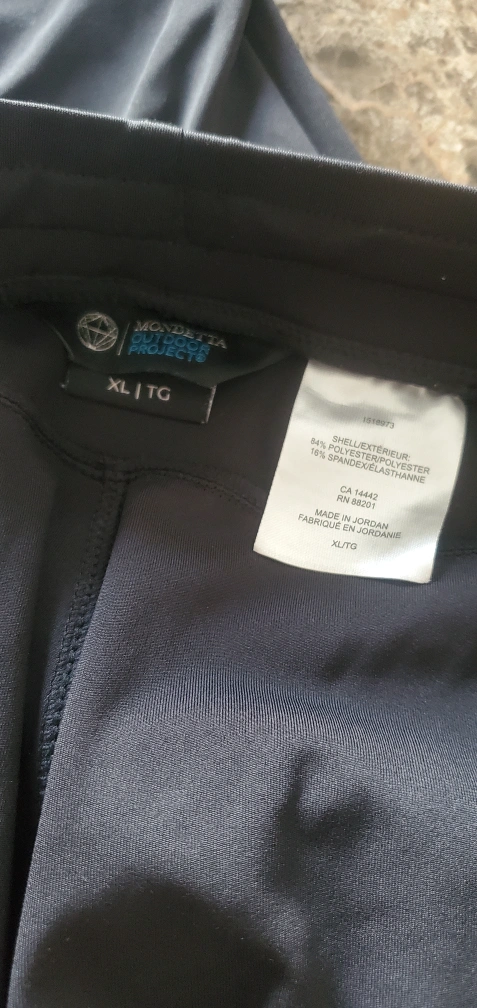 MONDETTA
OUTDOOR
PROJECTS
XL | TG
SHELL/EXTÉRIEUR:
84% POLYESTER/POLYESTER
16% SPANDEX/ÉLASTHANNE
CA 14442
RN 88201
MADE IN JORDAN
FABRIQUÉ EN JORDANIE
XL/TG